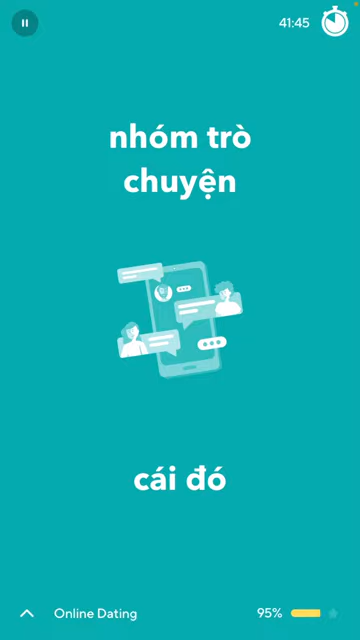 41:45
nhóm trò
chuyện
cái đó
Online Dating
95%